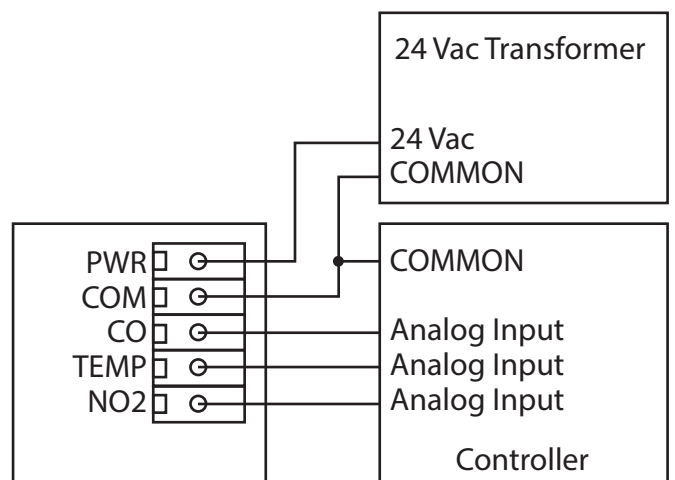 24 Vac Transformer
24 Vac
COMMON
PWR
COM
CO
TEMP
NO2
COMMON
Analog Input
Analog Input
Analog Input
Controller